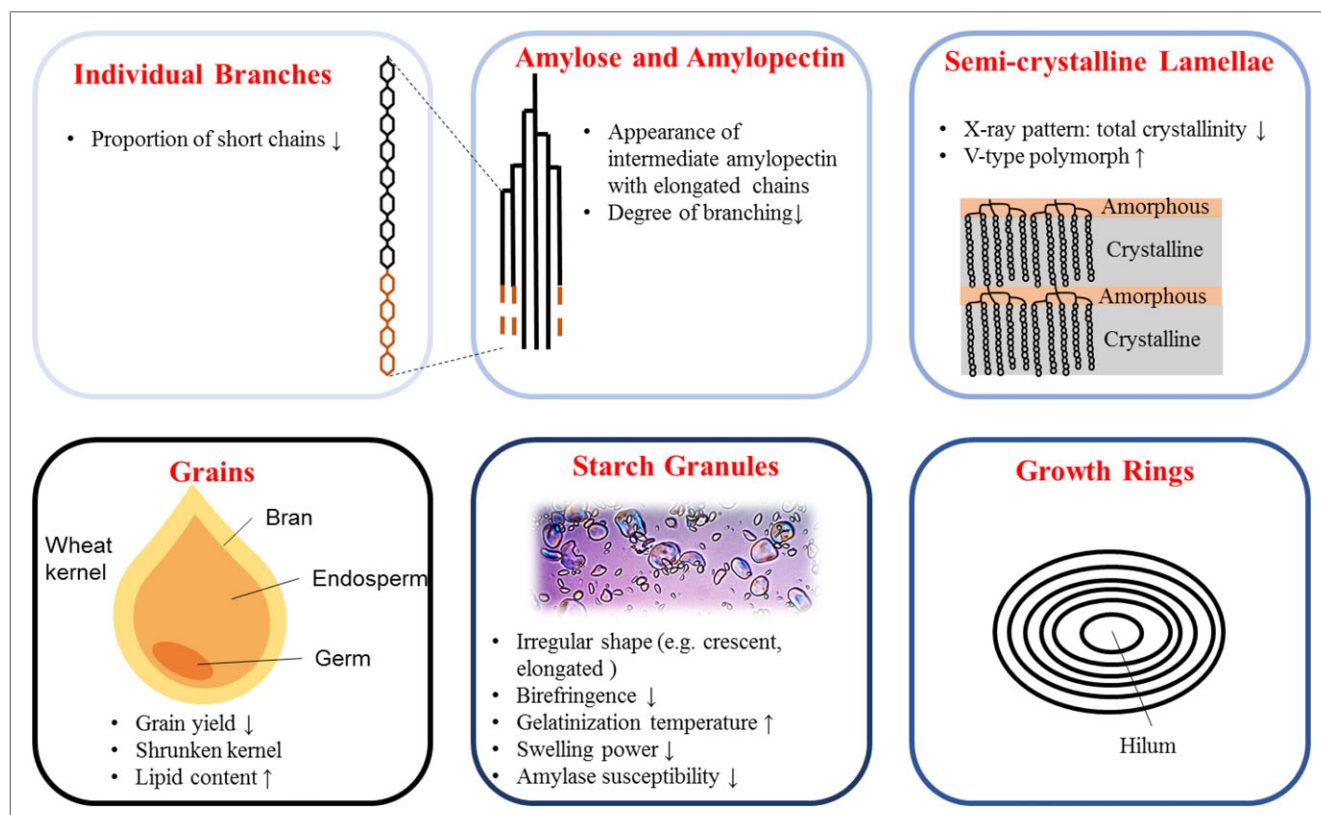 Individual Branches
• Proportion of short chains ↓
Amylose and Amylopectin
• Appearance of
intermediate amylopectin
with elongated chains
• Degree of branching↓
Semi-crystalline Lamellae
• X-ray pattern: total crystallinity ↓
• V-type polymorph ↑
Amorphous
Crystalline
Amorphous
Crystalline
Grains
Wheat
kernel
Bran
Endosperm
Germ
• Grain yield ↓
• Shrunken kernel
• Lipid content ↑
Starch Granules
• Irregular shape (e.g. crescent,
elongated )
• Birefringence ↓
• Gelatinization temperature ↑
• Swelling power ↓
• Amylase susceptibility ↓
Growth Rings
Hilum